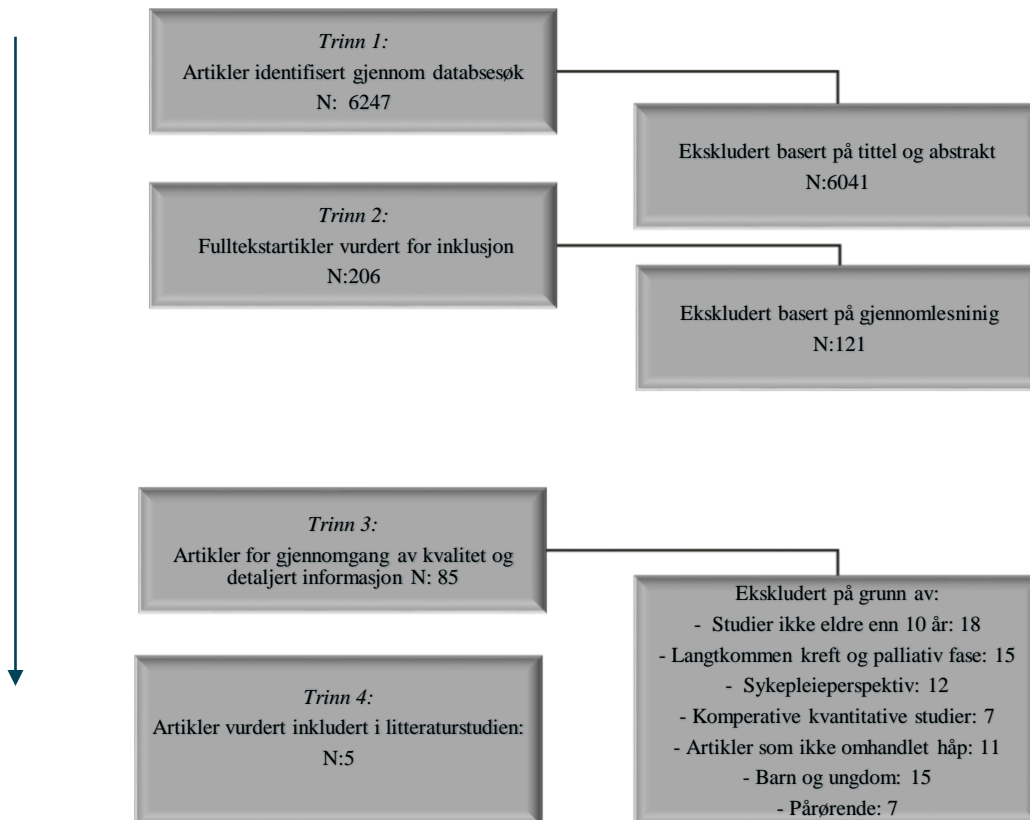 Trinn 1:
Artikler identifisert gjennom databsesøk
N: 6247
Ekskludert basert på tittel og abstrakt
N:6041
Trinn 2:
Fulltekstartikler vurdert for inklusjon
N:206
Ekskludert basert på gjennomlesninig
N:121
Trinn 3:
Artikler for gjennomgang av kvalitet og
detaljert informasjon N: 85
Ekskludert på grunn av:
- Studier ikke eldre enn 10 år: 18
- Langtkommen kreft og palliativ fase: 15
- Sykepleieperspektiv: 12
- Komperative kvantitative studier: 7
- Artikler som ikke omhandlet håp: 11
- Barn og ungdom: 15
- Pårørende: 7
Trinn 4:
Artikler vurdert inkludert i litteraturstudien:
N:5